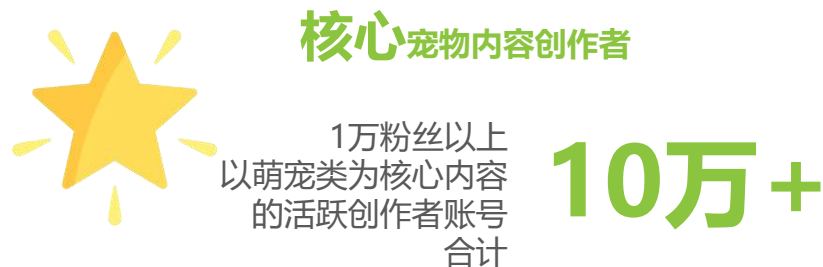 核心宠物内容创作者
1万粉丝以上
以萌宠类为核心内容
的活跃创作者账号
合计
10万+